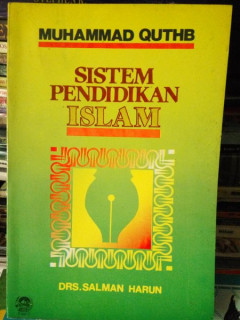 MUHAMMAD QUTHB
SISTEM
PENDIDIKAN
ISLAM
DRS.SALMAN HARUN